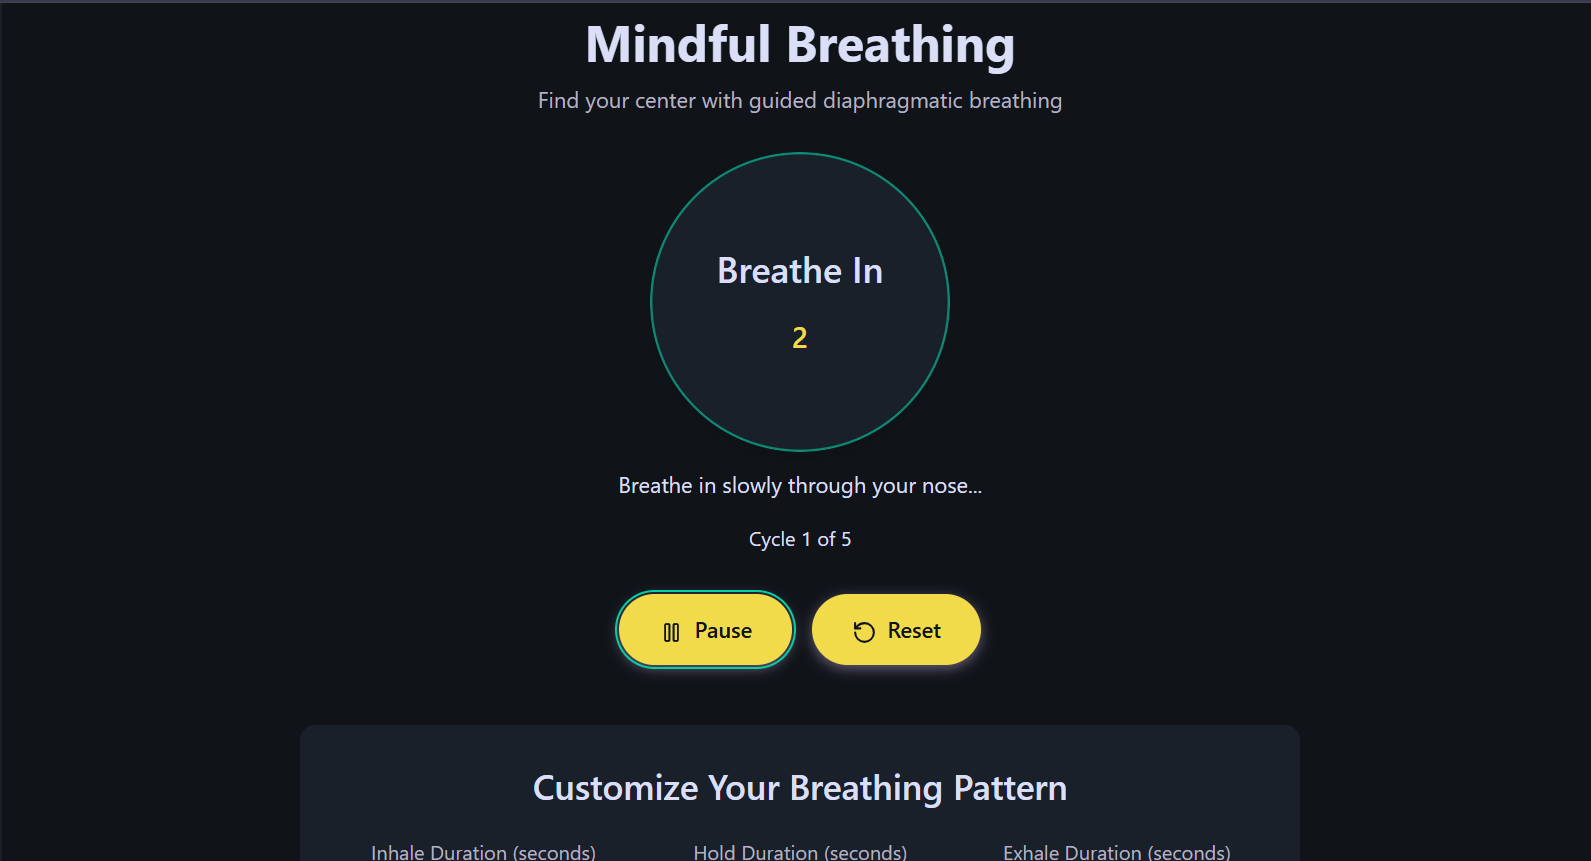 Mindful Breathing
Find your center with guided diaphragmatic breathing
Breathe In
2
Breathe in slowly through your nose...
Cycle 1 of 5
Pause
Reset
Customize Your Breathing Pattern
Inhale Duration (seconds)
Hold Duration (seconds)
Exhale Duration (seconds)